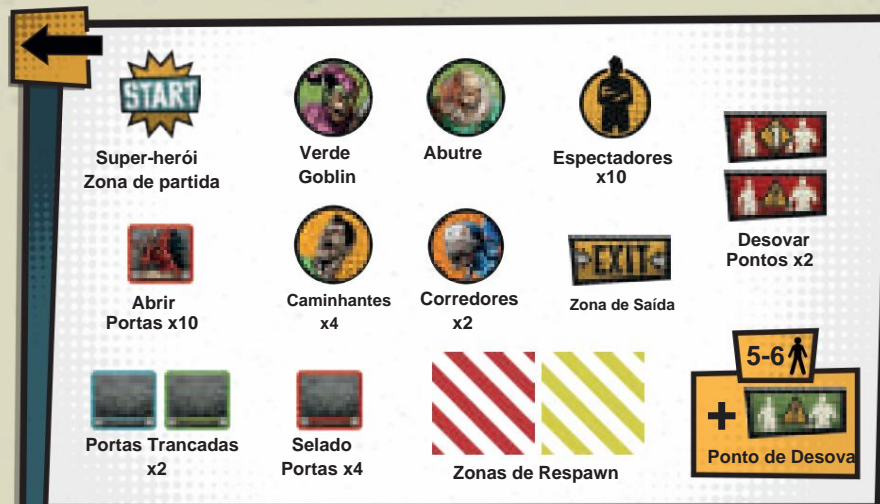 START
Super-herói
Zona de partida
Verde
Goblin
Abutre
Espectadores
x10
1
Desovar
Pontos x2
Abrir
Portas x10
Caminhantes
x4
Corredores
x2
EXIT
Zona de Saída
Portas Trancadas
x2
Selado
Portas x4
Zonas de Respawn
5-6
+
Ponto de Desova